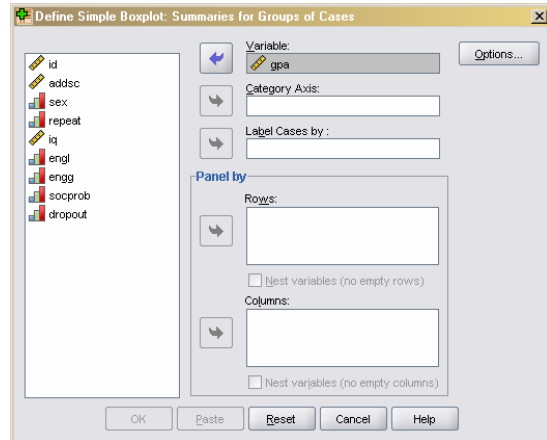 Define Simple Boxplot: Summaries for Groups of Cases
id
addsc
sex
repeat
iq
engl
engg
socprob
dropout
Variable:
gpa
Options...
Category Axis:
Label Cases by :
Panel by
Rows:
Nest variables (no empty rows)
Columns:
Nest variables (no empty columns)
OK Paste Reset Cancel Help